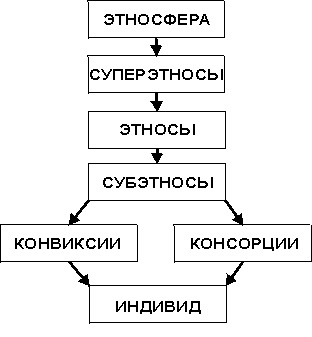 ЭТНОСФЕРА
СУПЕРЭТНОСЫ
ЭТНОСЫ
СУБЭТНОСЫ
КОНВИКСИИ
КОНСОРЦИИ
ИНДИВИД